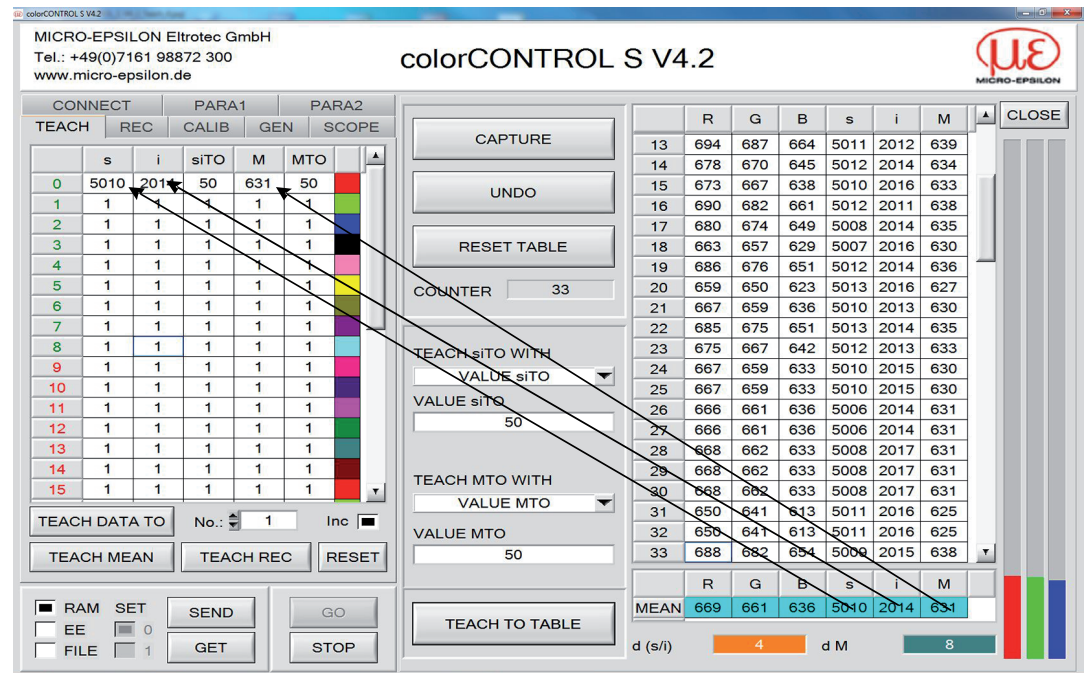 colorCONTROL S V4.2
MICRO-EPSILON Eltrotec GmbH
Tel.: +49(0)7161 98872 300
www.micro-epsilon.de
colorCONTROL S V4.2
με
MICRO-EPSILON
CONNECT PARA1 PARA2
TEACH REC CALIB GEN SCOPE
s i siTO M MTO
0 5010 2014 50 631 50
1 1 1 1 1 1
2 1 1 1 1 1
3 1 1 1 1 1
4 1 1 1 1 1
5 1 1 1 1 1
6 1 1 1 1 1
7 1 1 1 1 1
8 1 1 1 1 1
9 1 1 1 1 1
10 1 1 1 1 1
11 1 1 1 1 1
12 1 1 1 1 1
13 1 1 1 1 1
14 1 1 1 1 1
15 1 1 1 1 1
TEACH DATA TO No.: 1 Inc
TEACH MEAN TEACH REC RESET
RAM SET
EE 0
FILE 1
SEND
GET
GO
STOP
CAPTURE
UNDO
RESET TABLE
COUNTER 33
TEACH siTO WITH
VALUE siTO
VALUE siTO
50
TEACH MTO WITH
VALUE MTO
VALUE MTO
50
TEACH TO TABLE
R G B s i M
13 694 687 664 5011 2012 639
14 678 670 645 5012 2014 634
15 673 667 638 5010 2016 633
16 690 682 661 5012 2011 638
17 680 674 649 5008 2014 635
18 663 657 629 5007 2016 630
19 686 676 651 5012 2014 636
20 659 650 623 5013 2016 627
21 667 659 636 5010 2013 630
22 685 675 651 5013 2014 635
23 675 667 642 5012 2013 633
24 667 659 633 5010 2015 630
25 667 659 633 5010 2015 630
26 666 661 636 5006 2014 631
27 666 661 636 5006 2014 631
28 668 662 633 5008 2017 631
29 668 662 633 5008 2017 631
30 668 662 633 5008 2017 631
31 650 641 613 5011 2016 625
32 650 641 613 5011 2016 625
33 688 682 654 5009 2015 638
R G B s i M
MEAN 669 661 636 5010 2014 631
d (s/i) 4 d M 8
CLOSE